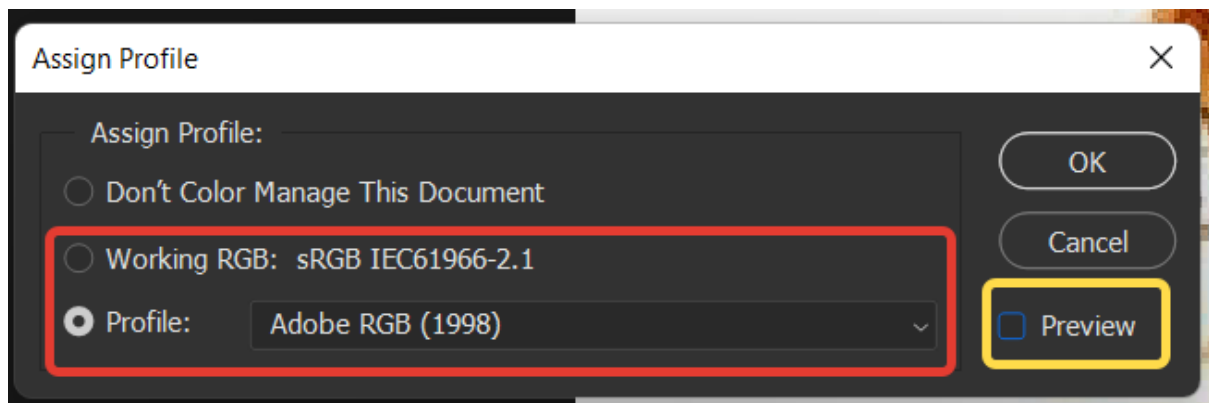 Assign Profile
Assign Profile:
Don’t Color Manage This Document
Working RGB: sRGB IEC61966-2.1
Profile: Adobe RGB (1998)
OK
Cancel
Preview